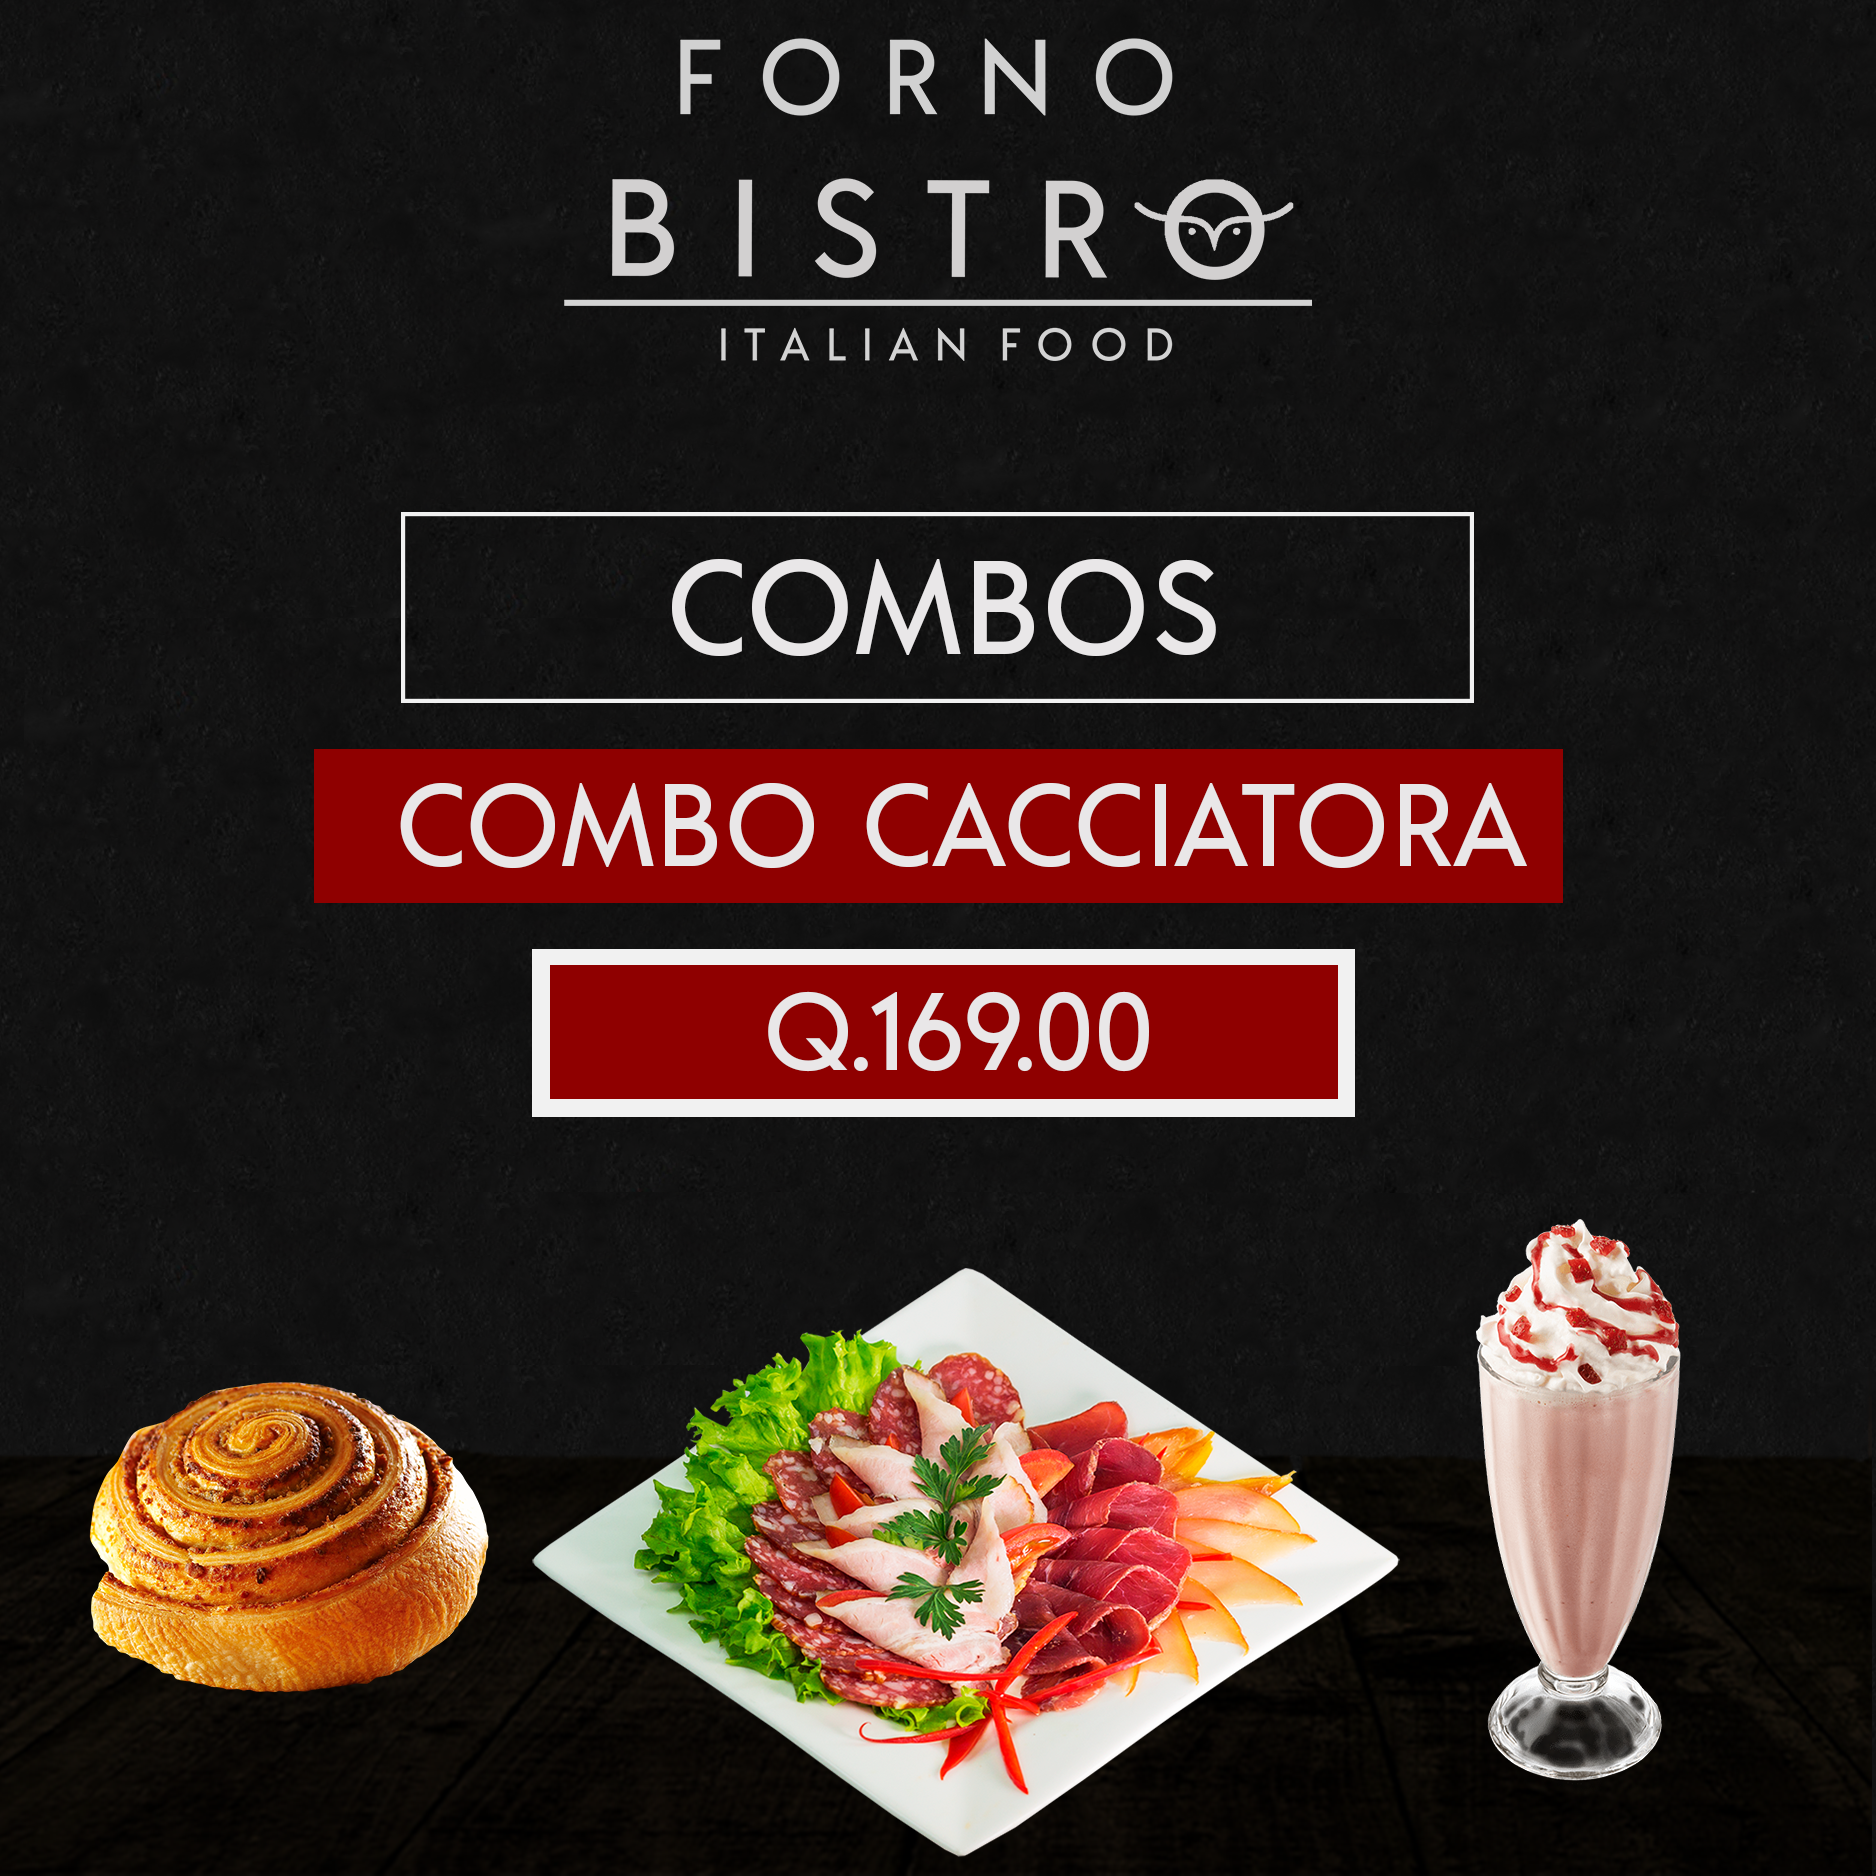 FORNO
BISTRO
ITALIAN FOOD
COMBOS
COMBO CACCIATORA
Q.169.00